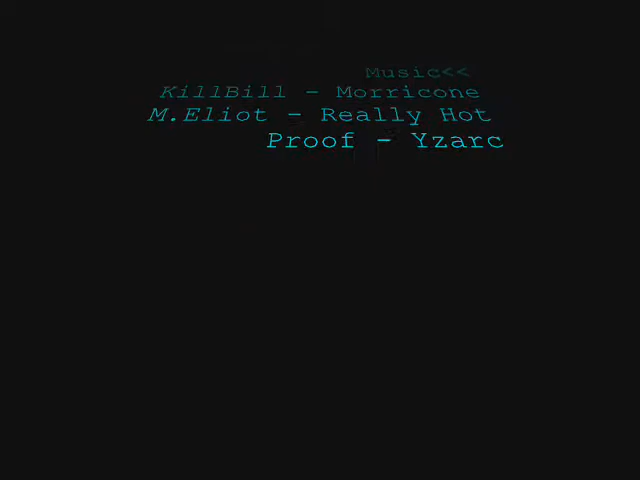 Music<<
KillBill - Morricone
M.Eliot - Really Hot
Proof - Yzarc